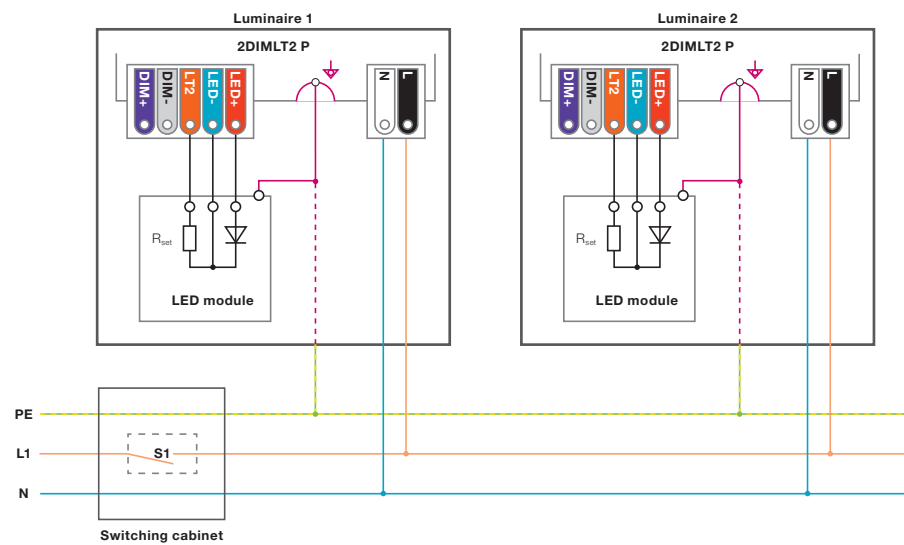 Luminaire 1
2DIMLT2 P
DIM+
DIM -
LT2
LED-
LED+
N
L
Rset
LED module
Luminaire 2
2DIMLT2 P
DIM+
DIM -
LT2
LED-
LED+
N
L
Rset
LED module
PE
L1
S1
N
Switching cabinet